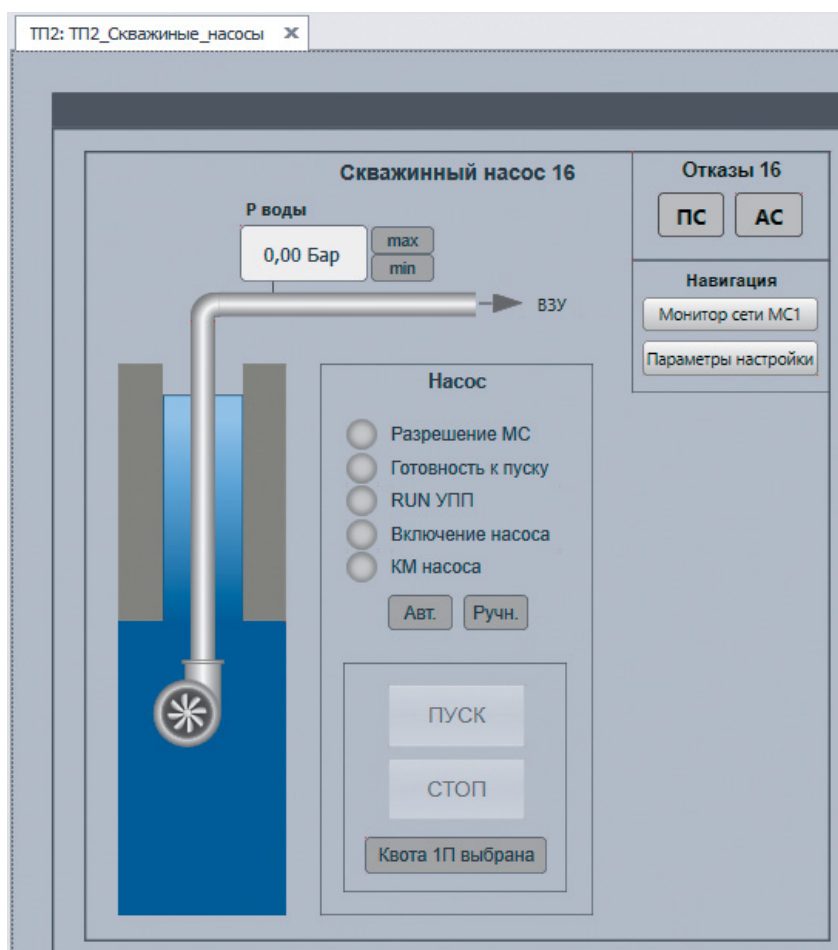 ТП2: ТП2_Скважиные_насосы X
Скважинный насос 16
Отказы 16
ПС АС
Р воды
0,00 Бар
max
min
ВЗУ
Навигация
Монитор сети МС1
Параметры настройки
Насос
Разрешение МС
Готовность к пуску
RUN УПП
Включение насоса
КМ насоса
Авт. Ручн.
ПУСК
СТОП
Квота 1П выбрана